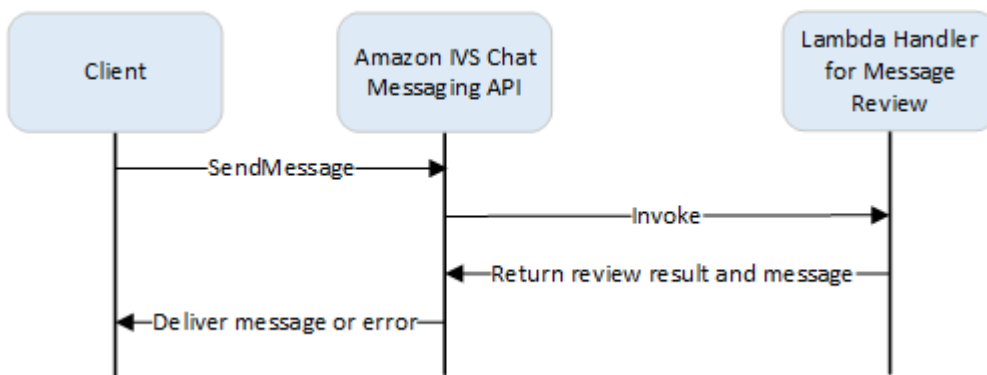 Client
Amazon IVS Chat
Messaging API
Lambda Handler
for Message
Review
SendMessage
Invoke
Return review result and message
Deliver message or error